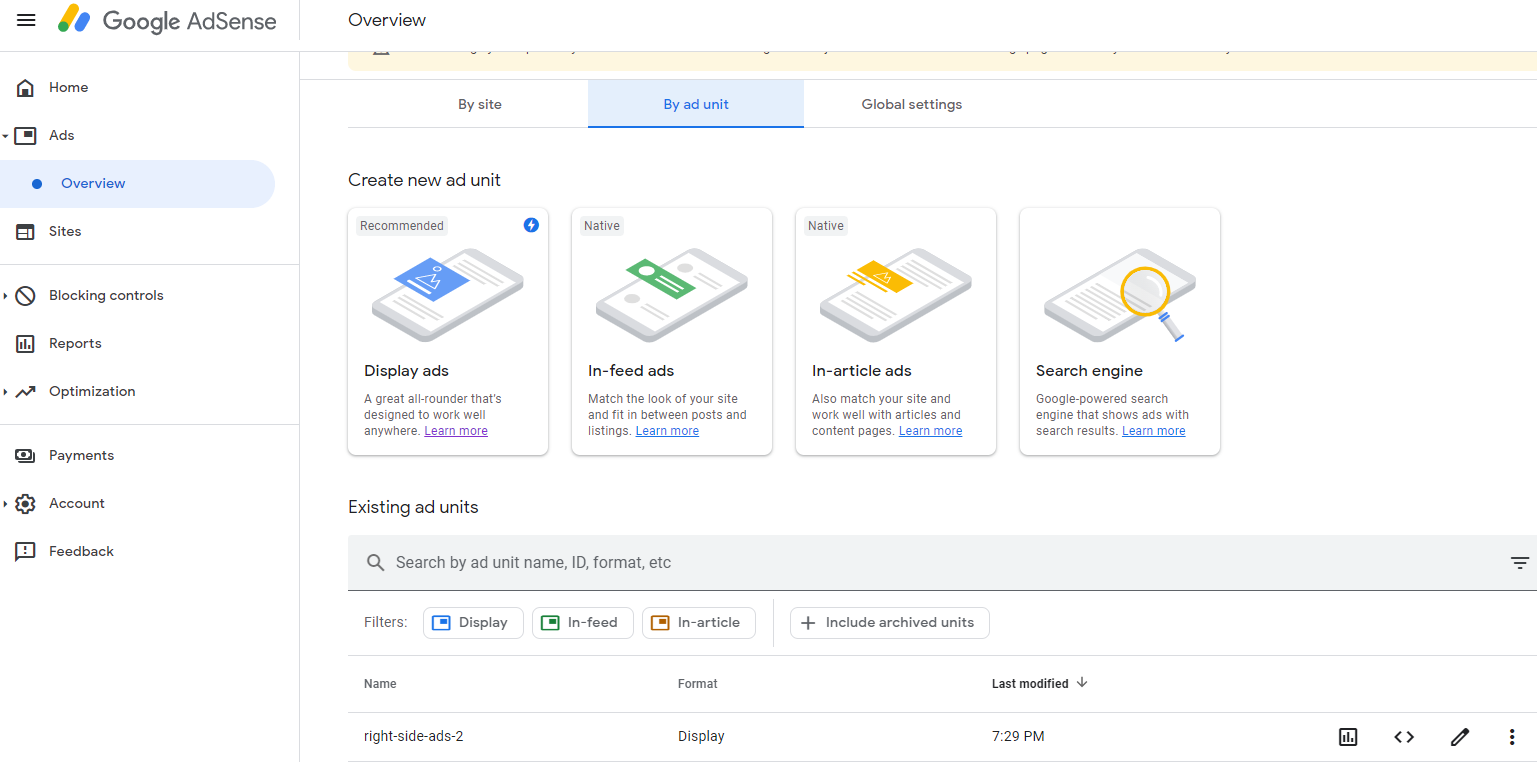 Google AdSense
Overview
Home
Ads
Overview
Sites
Blocking controls
Reports
Optimization
Payments
Account
Feedback
By site
By ad unit
Global settings
Create new ad unit
Recommended
Display ads
A great all-rounder that's
designed to work well
anywhere. Learn more
Native
In-feed ads
Match the look of your site
and fit in between posts and
listings. Learn more
Native
In-article ads
Also match your site and
work well with articles and
content pages. Learn more
Search engine
Google-powered search
engine that shows ads with
search results. Learn more
Existing ad units
Search by ad unit name, ID, format, etc
Filters: Display In-feed In-article Include archived units
Name Format Last modified
right-side-ads-2 Display 7:29 PM